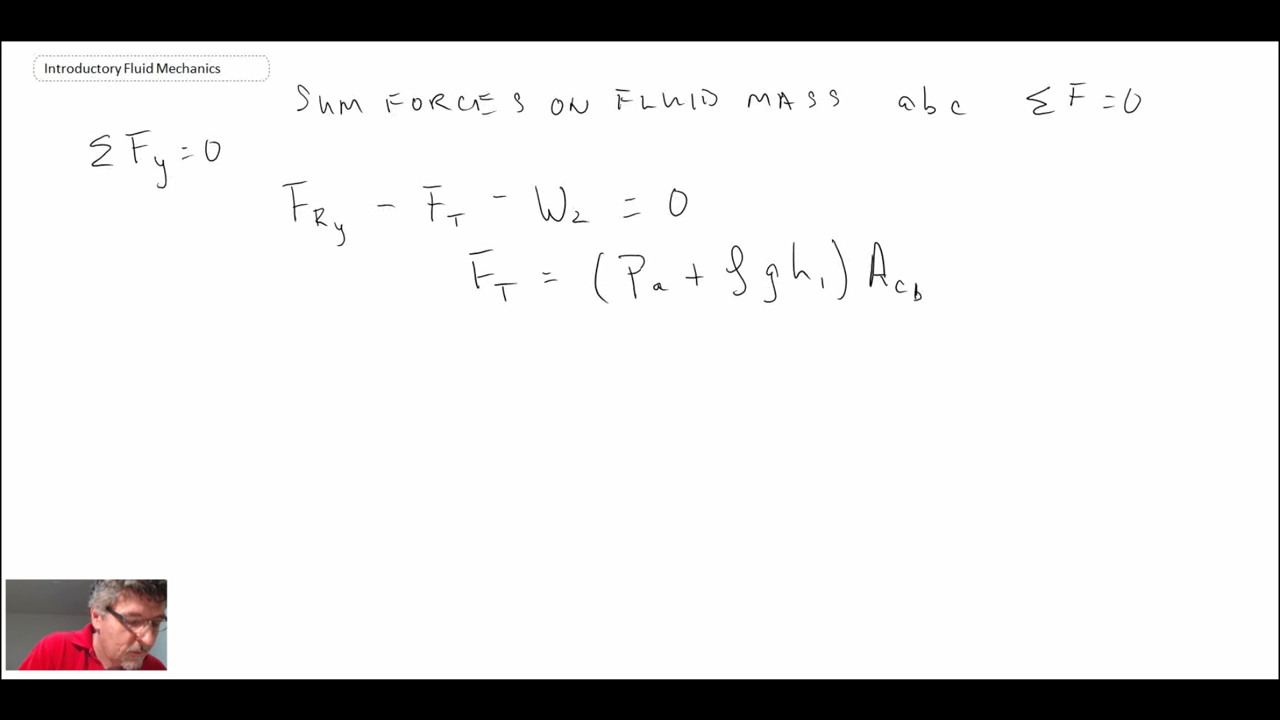 Introductory Fluid Mechanics
SUM FORCES ON FLUID MASS abc ΣF=0
ΣFy=0
FRy - FT - W2 = 0
FT = (Pa + ρgh1) Acb